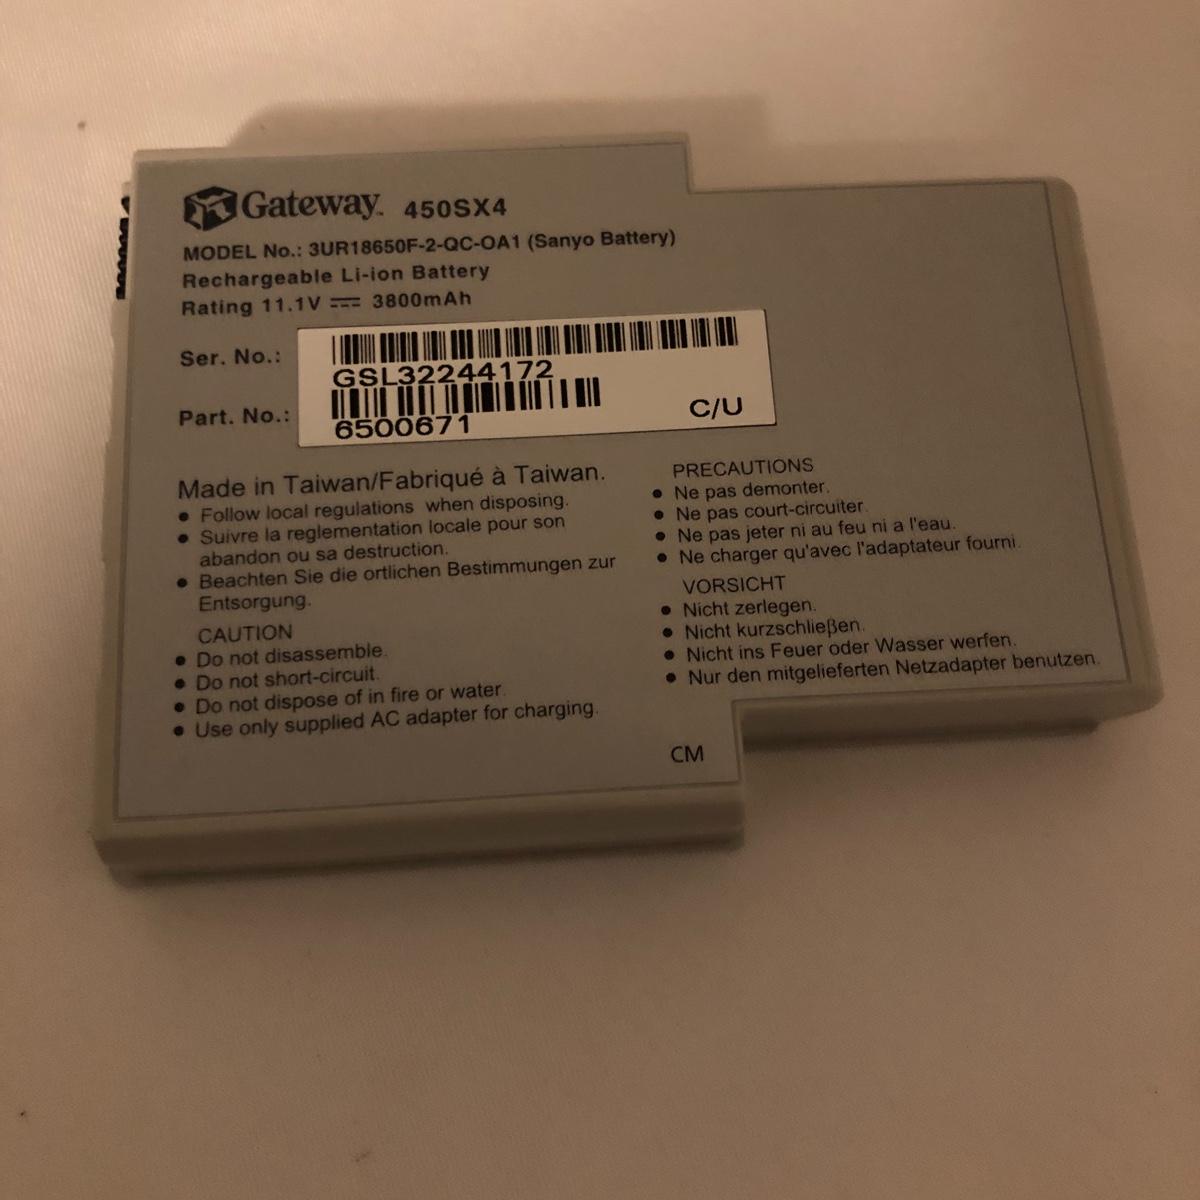 Gateway™ 450SX4
MODEL No.: 3UR18650F-2-QC-OA1 (Sanyo Battery)
Rechargeable Li-ion Battery
Rating 11.1V ⎓ 3800mAh
Ser. No.:
GSL32244172
Part. No.:
6500671
C/U
Made in Taiwan/Fabriqué à Taiwan.
● Follow local regulations when disposing.
● Suivre la reglementation locale pour son
abandon ou sa destruction.
● Beachten Sie die ortlichen Bestimmungen zur
Entsorgung.
CAUTION
● Do not disassemble.
● Do not short-circuit.
● Do not dispose of in fire or water.
● Use only supplied AC adapter for charging.
PRECAUTIONS
● Ne pas demonter.
● Ne pas court-circuiter.
● Ne pas jeter ni au feu ni a l'eau.
● Ne charger qu'avec l'adaptateur fourni.
VORSICHT
● Nicht zerlegen.
● Nicht kurzschließen.
● Nicht ins Feuer oder Wasser werfen.
● Nur den mitgelieferten Netzadapter benutzen.
CM